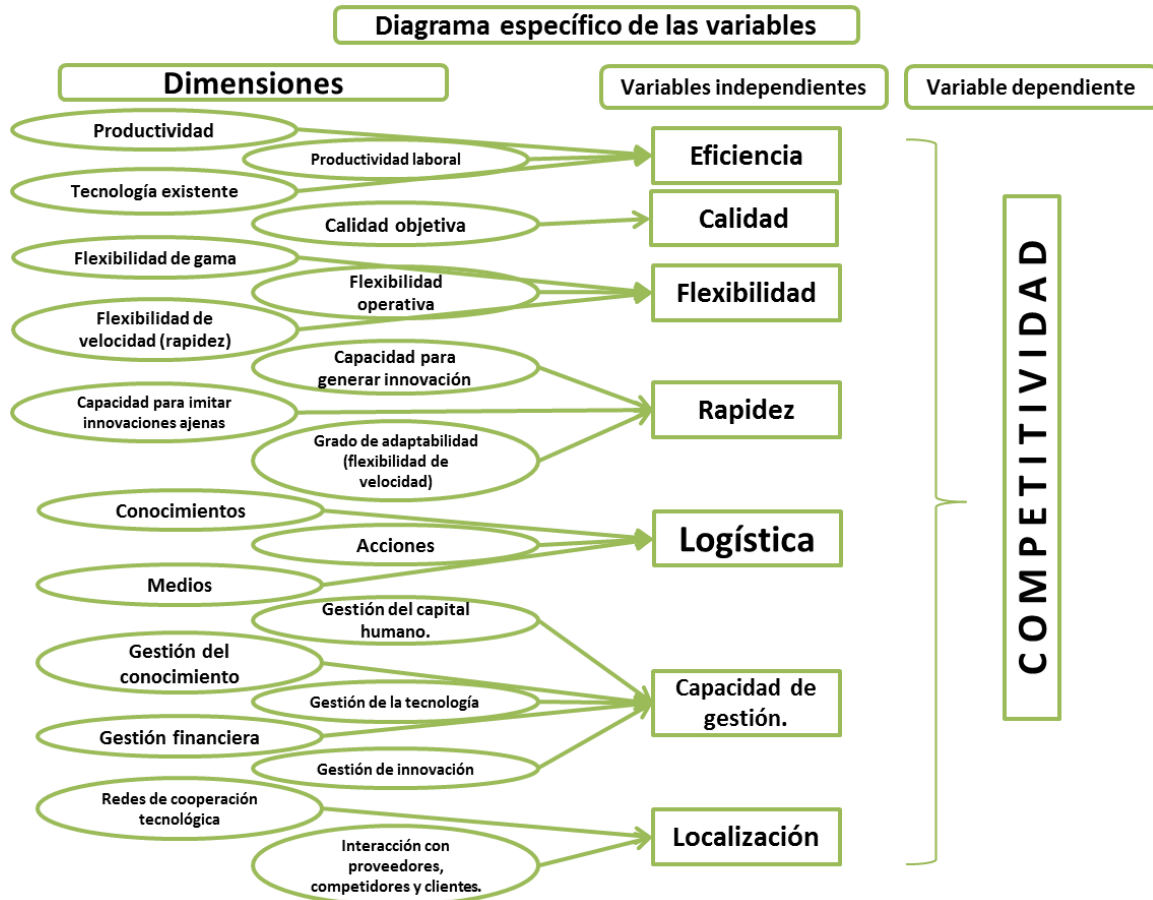 Diagrama específico de las variables
Dimensiones
Variables independientes
Variable dependiente
Productividad
Productividad laboral
Tecnología existente
Eficiencia
Calidad objetiva
Calidad
Flexibilidad de gama
Flexibilidad
operativa
Flexibilidad de
velocidad (rapidez)
Flexibilidad
Capacidad para
generar innovación
Capacidad para imitar
innovaciones ajenas
Grado de adaptabilidad
(flexibilidad de
velocidad)
Rapidez
Conocimientos
Acciones
Medios
Logística
Gestión del capital
humano.
Gestión del
conocimiento
Gestión de la tecnología
Gestión financiera
Gestión de innovación
Capacidad de
gestión.
Redes de cooperación
tecnológica
Interacción con
proveedores,
competidores y clientes.
Localización
COMPETITIVIDAD